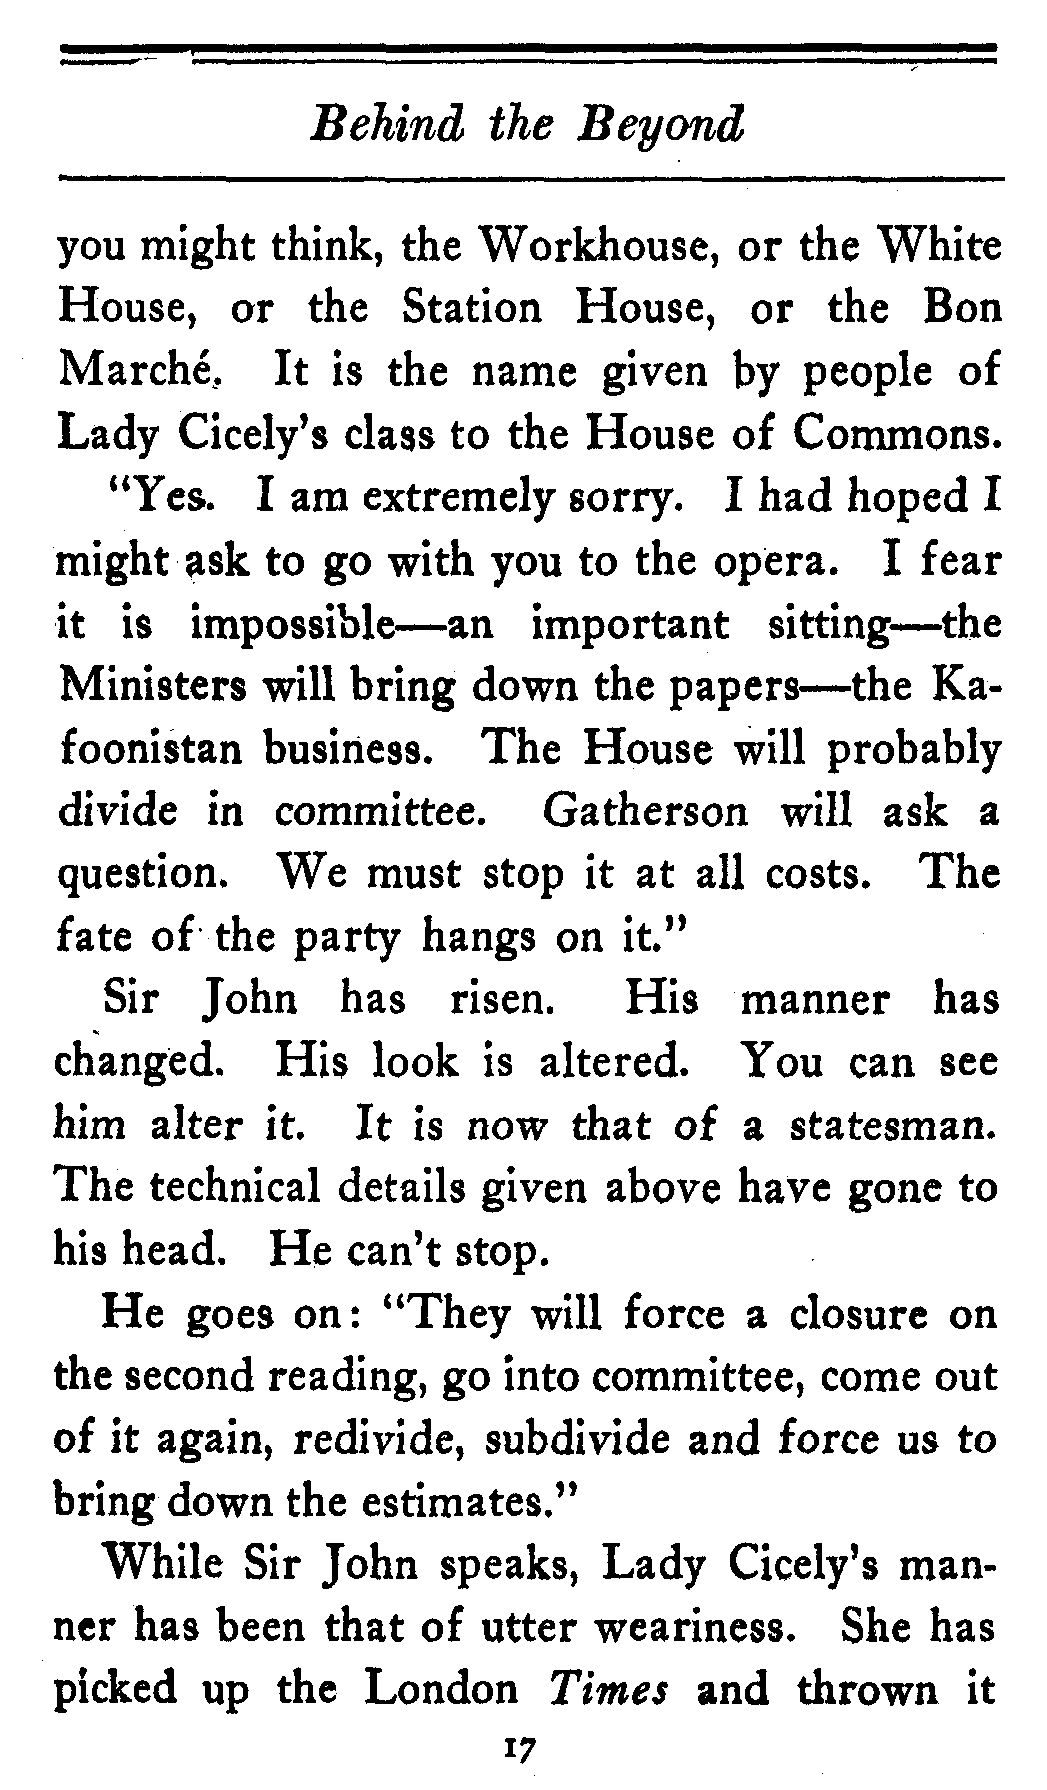 Behind the Beyond
you might think, the Workhouse, or the White
House, or the Station House, or the Bon
Marché. It is the name given by people of
Lady Cicely's class to the House of Commons.
"Yes. I am extremely sorry. I had hoped I
might ask to go with you to the opera. I fear
it is impossible—an important sitting—the
Ministers will bring down the papers—the Ka-
foonistan business. The House will probably
divide in committee. Gatherson will ask a
question. We must stop it at all costs. The
fate of the party hangs on it."
Sir John has risen. His manner has
changed. His look is altered. You can see
him alter it. It is now that of a statesman.
The technical details given above have gone to
his head. He can't stop.
He goes on: "They will force a closure on
the second reading, go into committee, come out
of it again, redivide, subdivide and force us to
bring down the estimates."
While Sir John speaks, Lady Cicely's man-
ner has been that of utter weariness. She has
picked up the London Times and thrown it
17